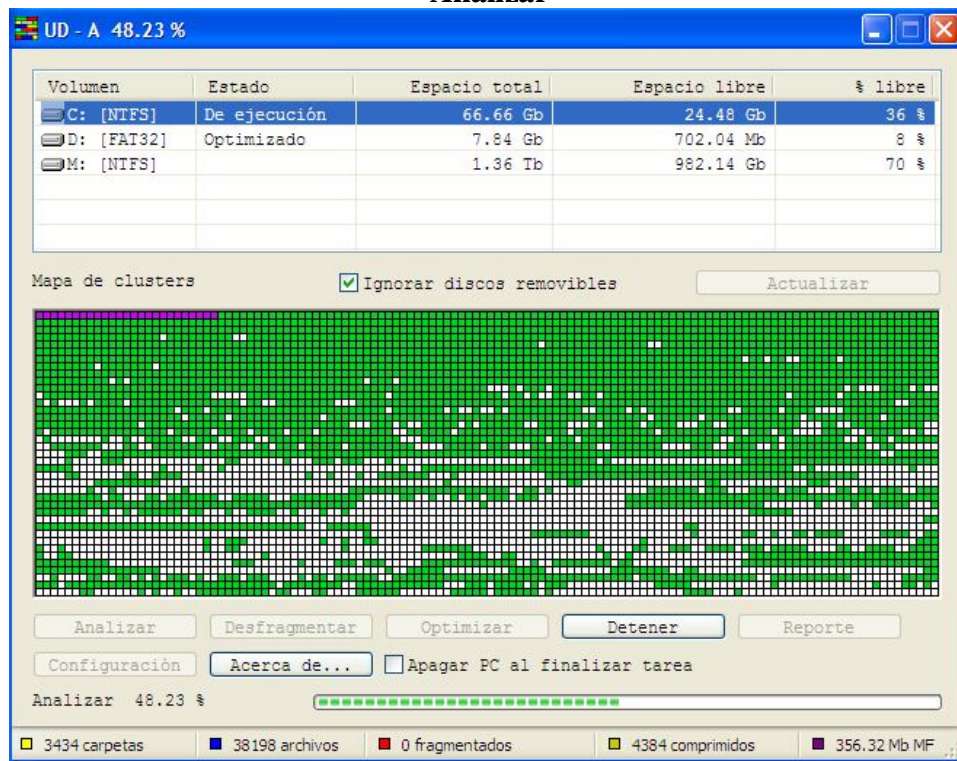 Analizar
UD - A 48.23 %
Volumen Estado Espacio total Espacio libre % libre
C: [NTFS] De ejecución 66.66 Gb 24.48 Gb 36 %
D: [FAT32] Optimizado 7.84 Gb 702.04 Mb 8 %
M: [NTFS] 1.36 Tb 982.14 Gb 70 %
Mapa de clusters Ignorar discos removibles Actualizar
Analizar Desfragmentar Optimizar Detener Reporte
Configuración Acerca de... Apagar PC al finalizar tarea
Analizar 48.23 %
3434 carpetas 38198 archivos 0 fragmentados 4384 comprimidos 356.32 Mb MF